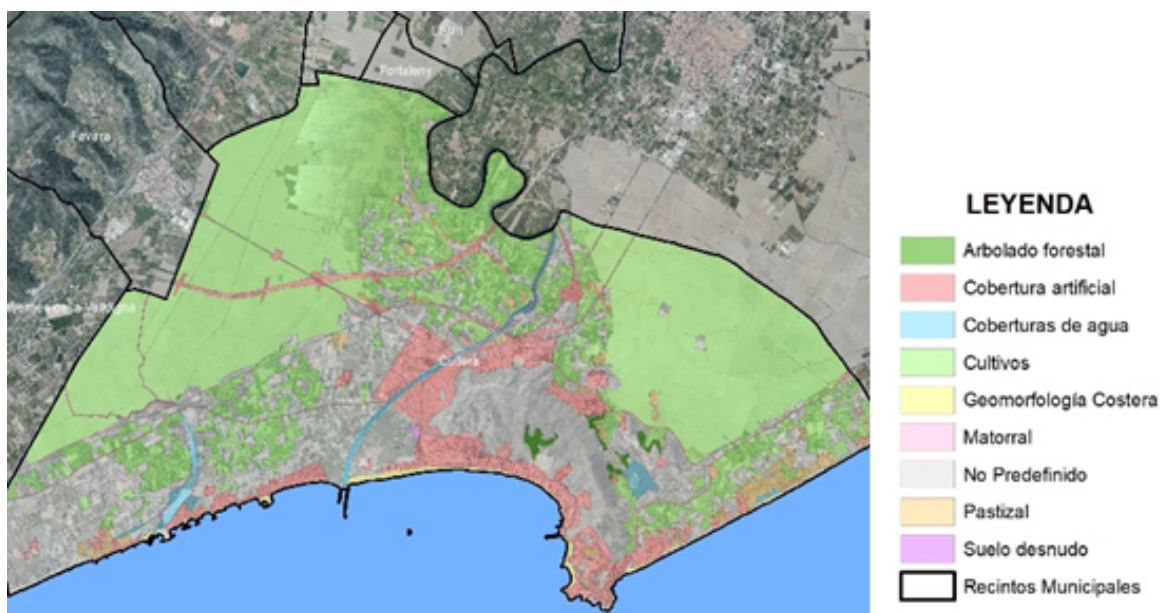 Fortaleny
Favara
LEYENDA
Arbolado forestal
Cobertura artificial
Coberturas de agua
Cultivos
Geomorfología Costera
Matorral
No Predefinido
Pastizal
Suelo desnudo
Recintos Municipales